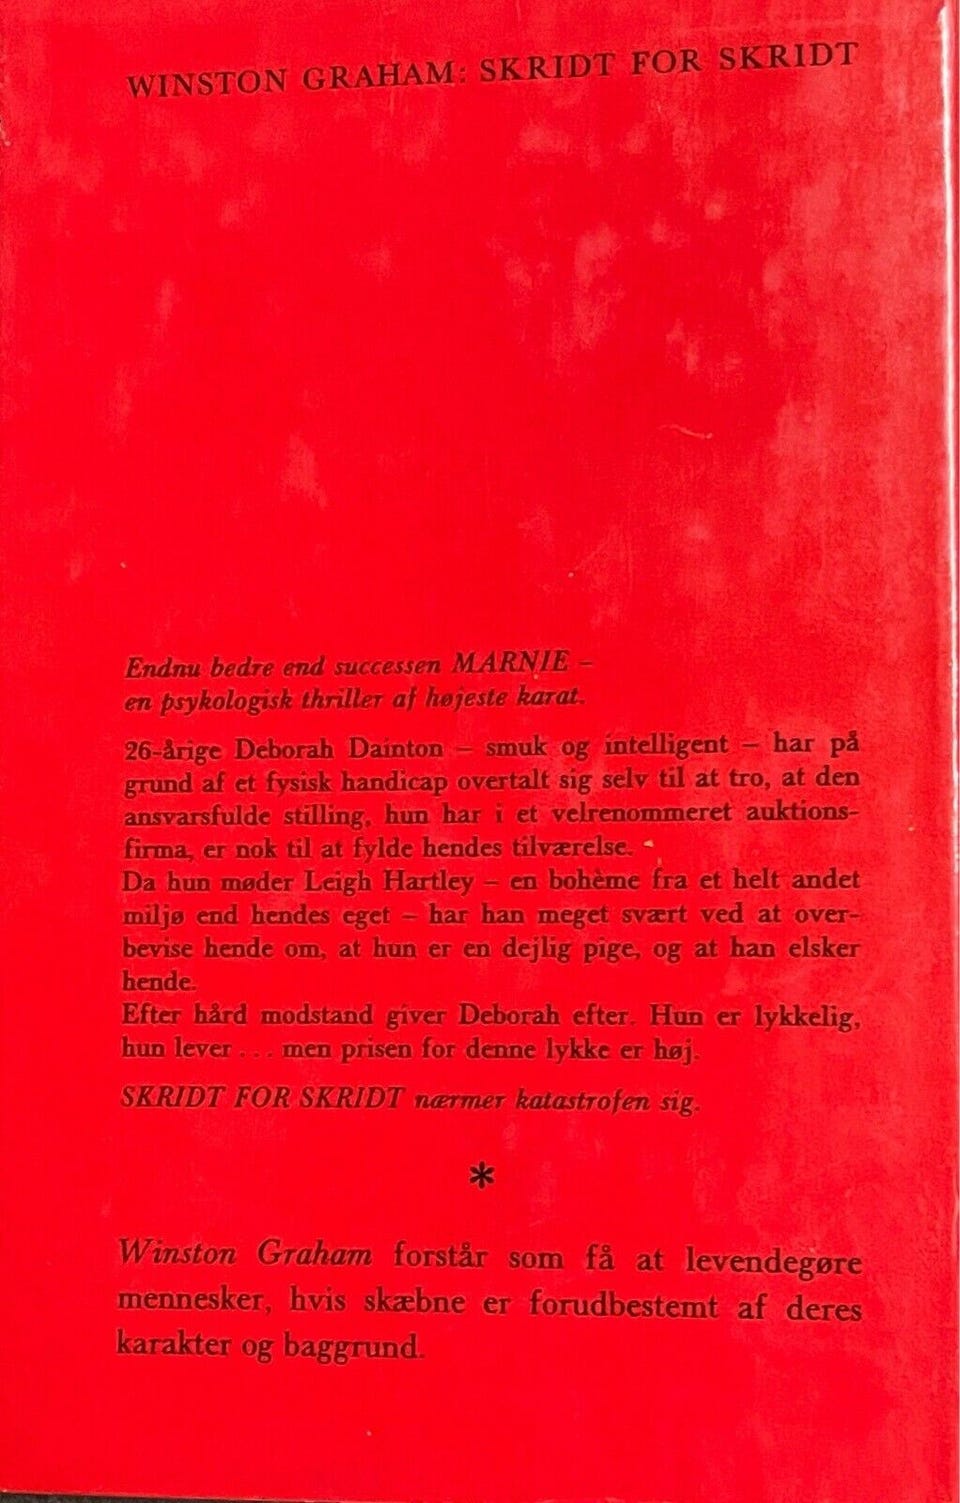 WINSTON GRAHAM: SKRIDT FOR SKRIDT
Endnu bedre end successen MARNIE –
en psykologisk thriller af højeste karat.
26-årige Deborah Dainton – smuk og intelligent – har på
grund af et fysisk handicap overtalt sig selv til at tro, at den
ansvarsfulde stilling, hun har i et velrenommeret auktions-
firma, er nok til at fylde hendes tilværelse.
Da hun møder Leigh Hartley – en bohème fra et helt andet
miljø end hendes eget – har han meget svært ved at over-
bevise hende om, at hun er en dejlig pige, og at han elsker
hende.
Efter hård modstand giver Deborah efter. Hun er lykkelig,
hun lever ... men prisen for denne lykke er høj.
SKRIDT FOR SKRIDT nærmer katastrofen sig.
*
Winston Graham forstår som få at levendegøre
mennesker, hvis skæbne er forudbestemt af deres
karakter og baggrund.